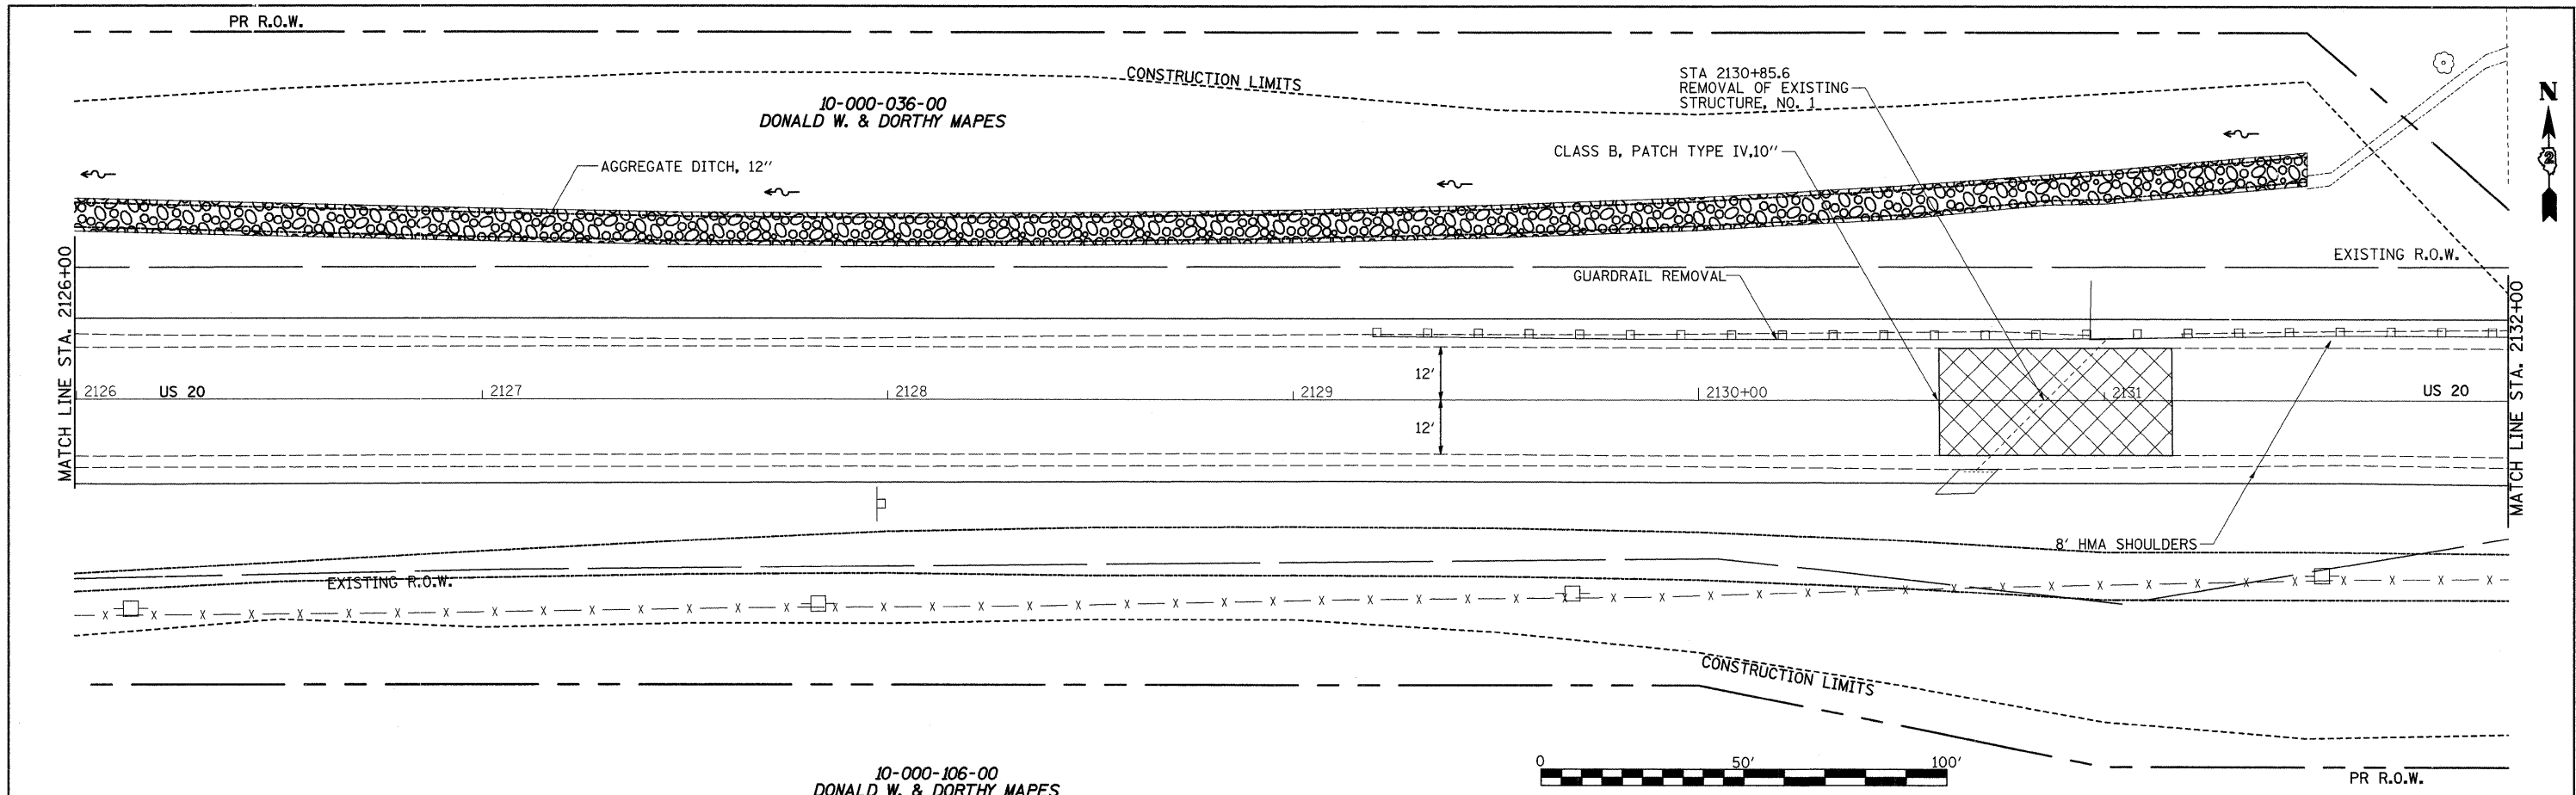 PR R.O.W.
CONSTRUCTION LIMITS
STA 2130+85.6
REMOVAL OF EXISTING
STRUCTURE, NO. 1
N
2
10-000-036-00
DONALD W. & DORTHY MAPES
CLASS B, PATCH TYPE IV,10"
AGGREGATE DITCH, 12"
EXISTING R.O.W.
GUARDRAIL REMOVAL
MATCH LINE STA. 2126+00
MATCH LINE STA. 2132+00
12'
2126 US 20 2127 2128 2129 2130+00 2131 US 20
12'
8' HMA SHOULDERS
EXISTING R.O.W.
X X X X X X X X X X X X X X X X X X X X X X X X X X X X X X X X X X X X X X X X X X X X X X X X X
CONSTRUCTION LIMITS
0 50' 100'
PR R.O.W.
10-000-106-00
DONALD W. & DORTHY MAPES